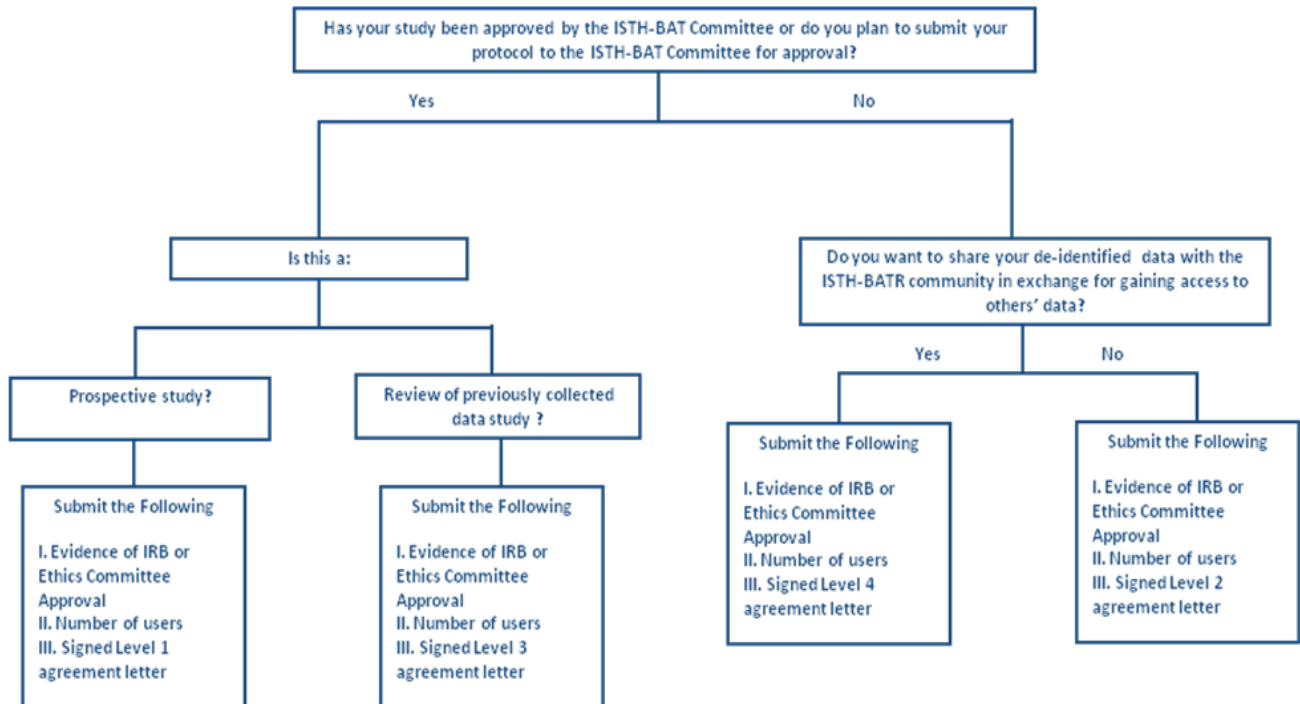 Has your study been approved by the ISTH-BAT Committee or do you plan to submit your
protocol to the ISTH-BAT Committee for approval?
Yes
No
Is this a:
Do you want to share your de-identified data with the
ISTH-BATR community in exchange for gaining access to
others' data?
Prospective study?
Review of previously collected
data study ?
Yes
No
Submit the Following
I. Evidence of IRB or
Ethics Committee
Approval
II. Number of users
III. Signed Level 1
agreement letter
Submit the Following
I. Evidence of IRB or
Ethics Committee
Approval
II. Number of users
III. Signed Level 3
agreement letter
Submit the Following
I. Evidence of IRB or
Ethics Committee
Approval
II. Number of users
III. Signed Level 4
agreement letter
Submit the Following
I. Evidence of IRB or
Ethics Committee
Approval
II. Number of users
III. Signed Level 2
agreement letter